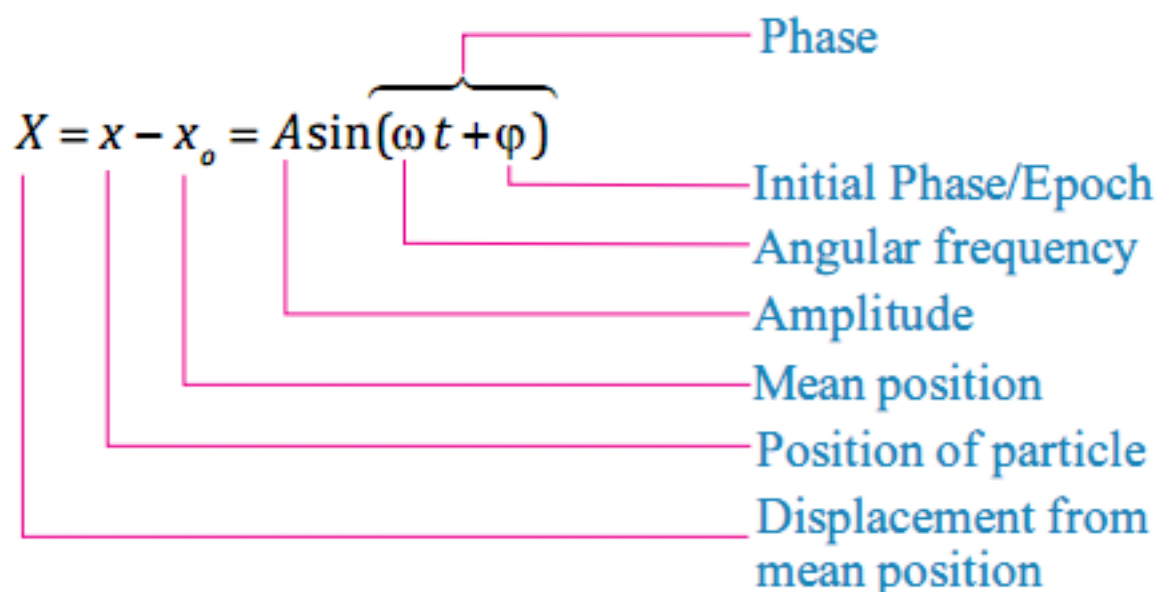 Phase
X = x − xₒ = A sin(ω t + φ)
Initial Phase/Epoch
Angular frequency
Amplitude
Mean position
Position of particle
Displacement from
mean position